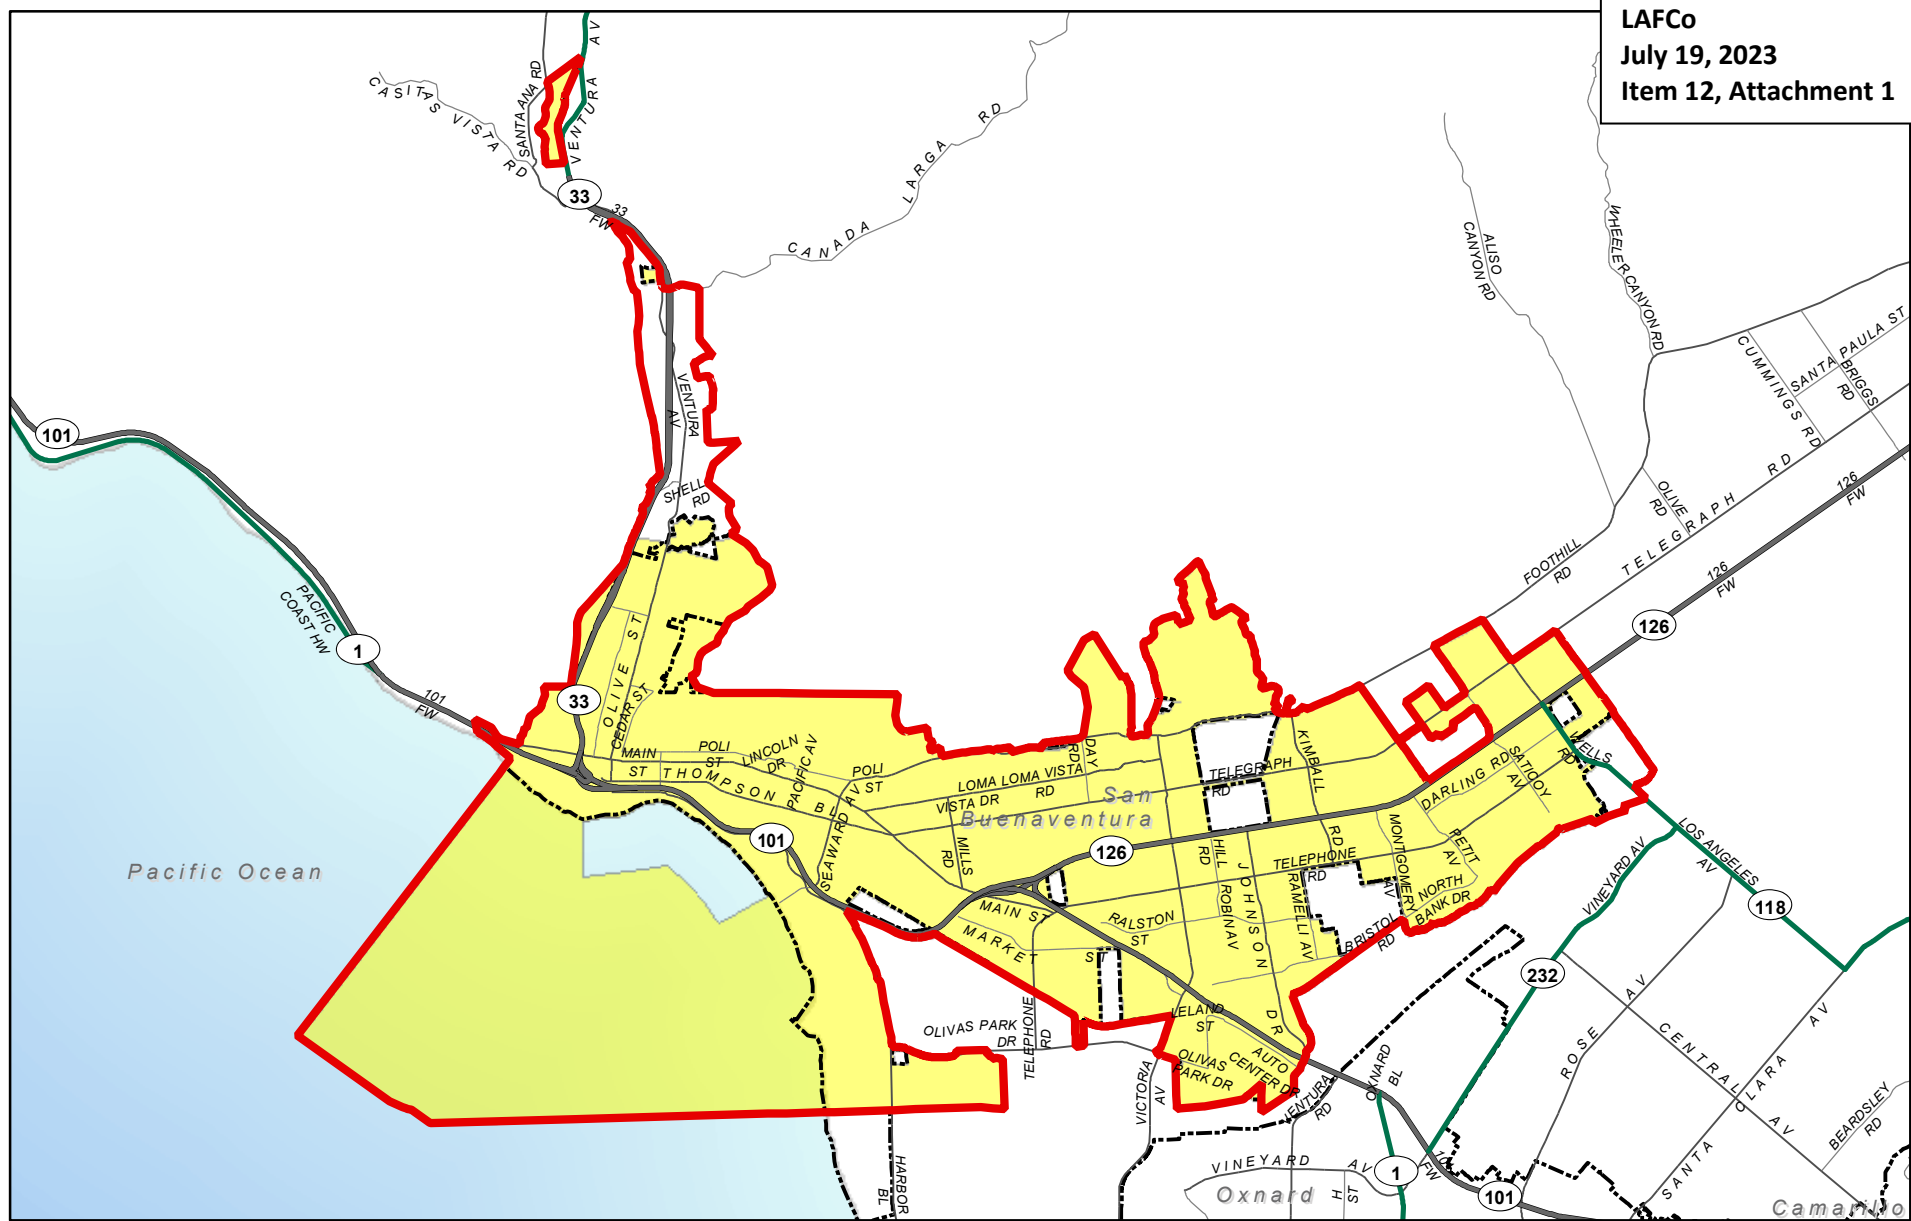 LAFCo
July 19, 2023
Item 12, Attachment 1
VENTURA AV
SANTA ANA RD
CASITAS VISTA RD
VENTURA
33
33
FW
CANADA LARGA RD
ALISO
CANYON RD
WHEELER CANYON RD
SANTA PAULA ST
CUMMINGS RD
BRIGGS
RD
VENTURA
AV
101
SHELL
RD
OLIVE
RD
TELEGRAPH RD
126
FW
FOOTHILL
RD
126
FW
126
PACIFIC
COAST HW
1
101
FW
33
OLIVE ST
CEDAR ST
MAIN
ST
POLI
ST
LINCOLN
DR
PACIFIC AV
POLI
ST
THOMPSON BL
SEAWARD AV
LOMA VISTA
RD
LOMA
VISTA DR
DAY
RD
TELEGRAPH
RD
KIMBALL
RD
WELLS
RD
SATICOY
AV
DARLING RD
San
Buenaventura
MILLS
RD
101
126
HILL
RD
JOHNSON DR
TELEPHONE
RD
MONTGOMERY
AV
PETIT
AV
NORTH
BANK DR
LOS ANGELES
AV
VINEYARD AV
118
Pacific Ocean
MAIN ST
MARKET ST
RALSTON
ST
ROBIN AV
RAMELLI AV
BRISTOL
RD
232
TELEPHONE
RD
OLIVAS PARK
DR
LELAND
ST
AUTO
CENTER DR
OLIVAS
PARK DR
VICTORIA
AV
VENTURA
RD
OXNARD
BL
ROSE AV
CENTRAL AV
SANTA CLARA AV
BEARDSLEY
RD
HARBOR
BL
VINEYARD AV
H
ST
1
101
FW
101
Oxnard
Camarillo